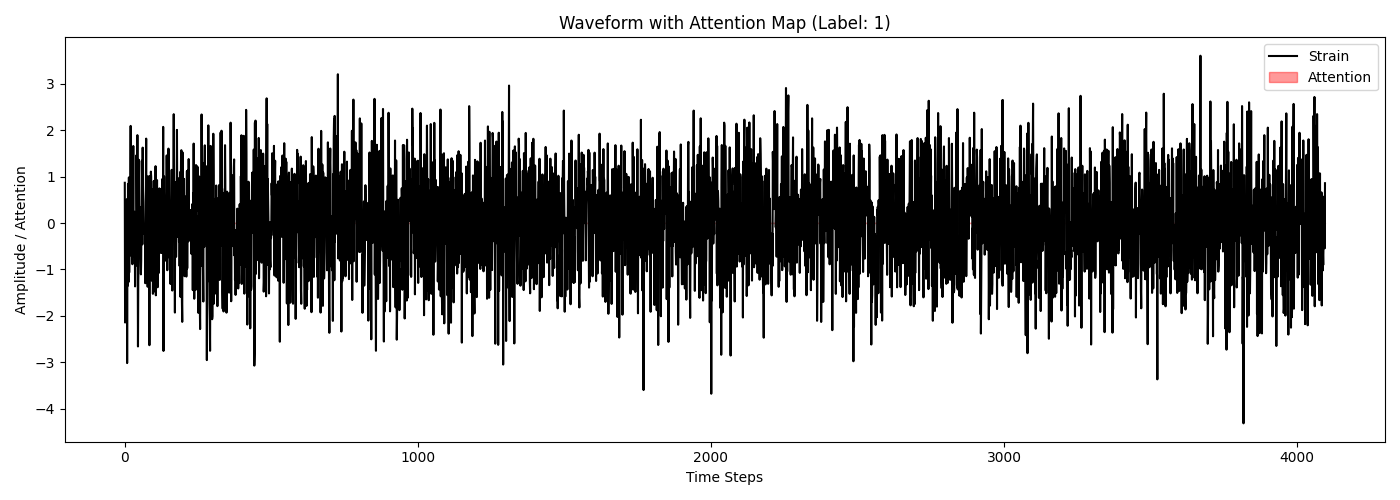 Waveform with Attention Map (Label: 1)
Strain
Attention
Amplitude / Attention
3
2
1
0
−1
−2
−3
−4
0
1000
2000
3000
4000
Time Steps